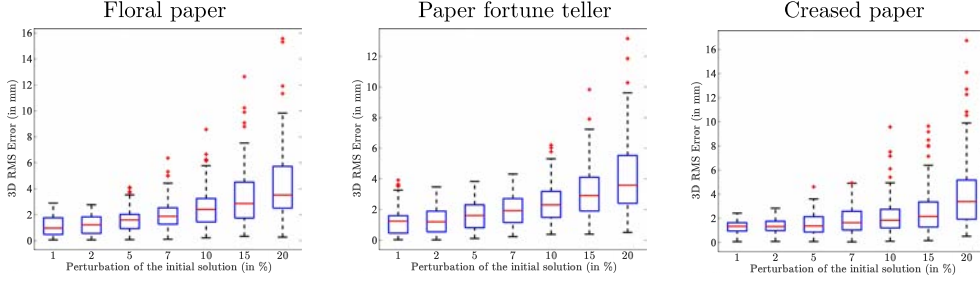 Floral paper
3D RMS Error (in mm)
16
14
12
10
8
6
4
2
0
1 2 5 7 10 15 20
Perturbation of the initial solution (in %)
Paper fortune teller
3D RMS Error (in mm)
12
10
8
6
4
2
0
1 2 5 7 10 15 20
Perturbation of the initial solution (in %)
Creased paper
3D RMS Error (in mm)
16
14
12
10
8
6
4
2
0
1 2 5 7 10 15 20
Perturbation of the initial solution (in %)